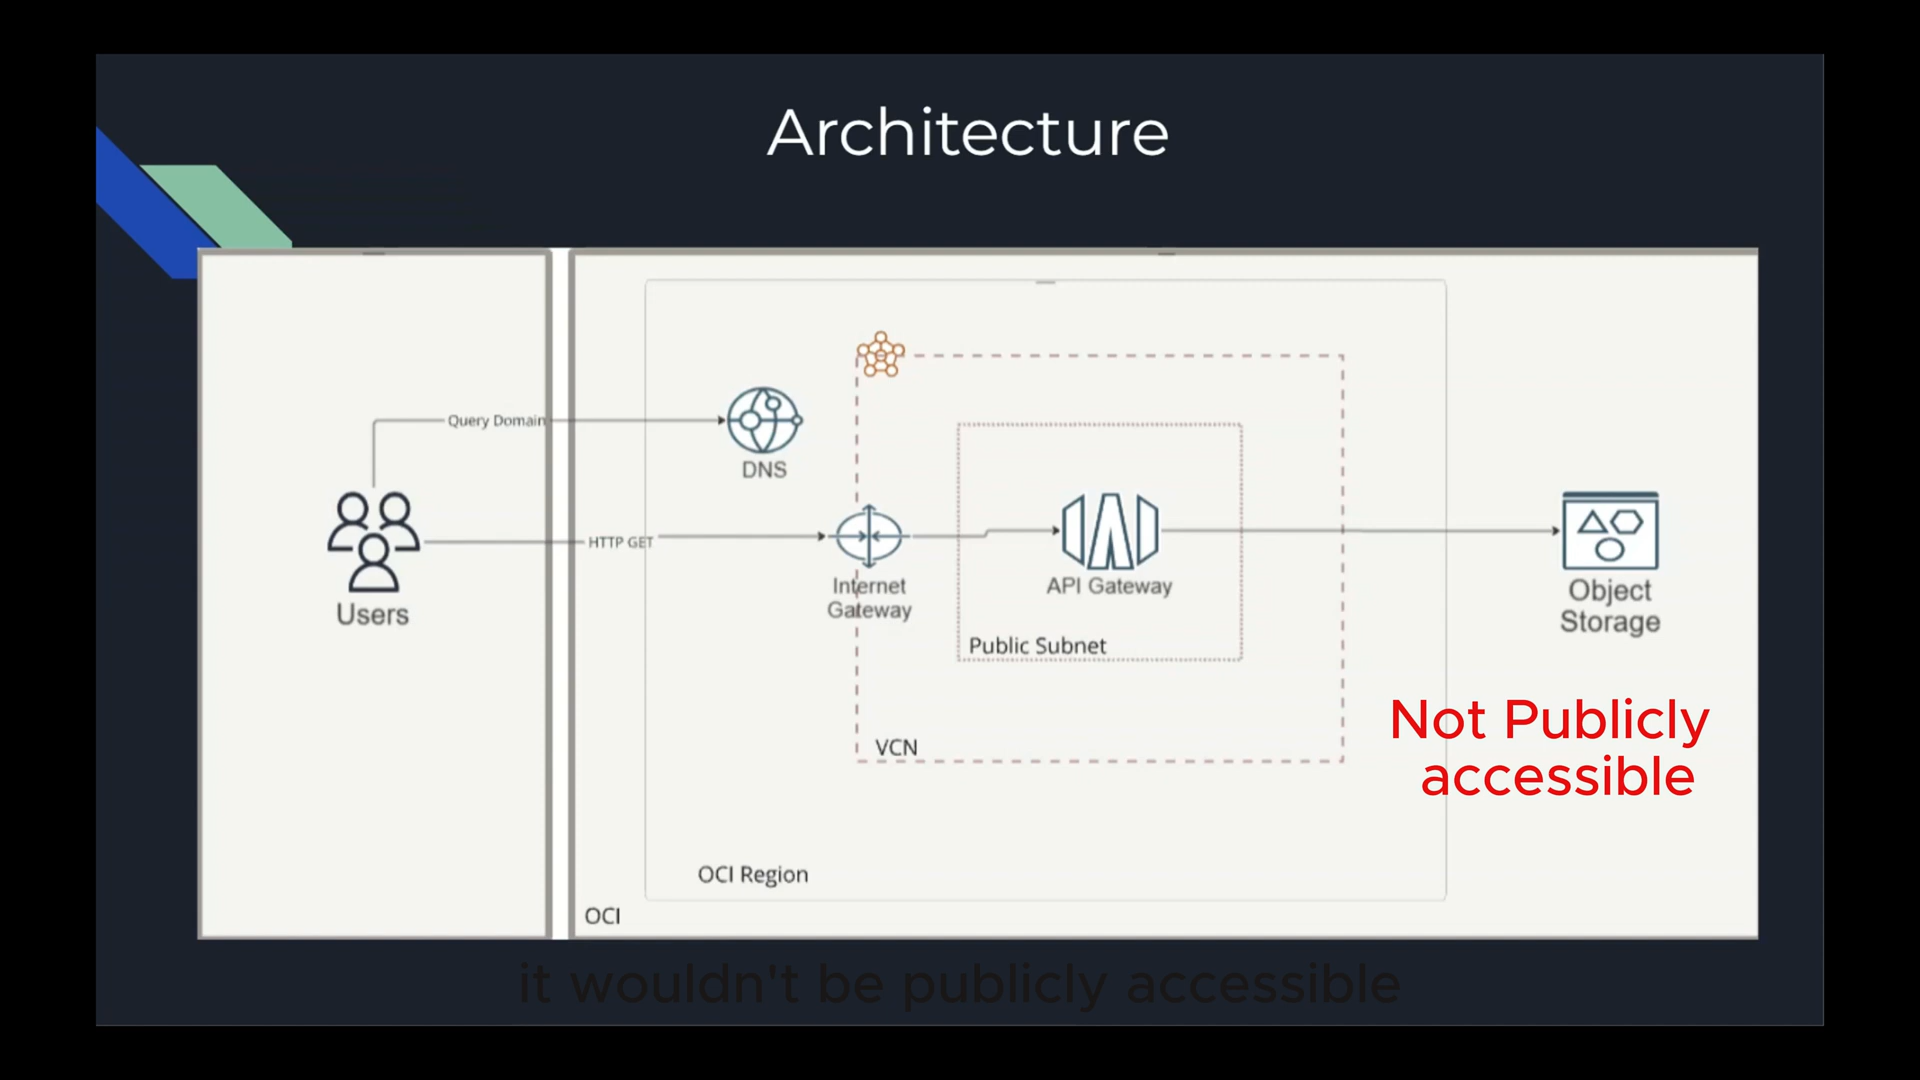 Architecture
Query Domain
DNS
HTTP GET
Users
Internet
Gateway
API Gateway
Public Subnet
Object
Storage
VCN
Not Publicly
accessible
OCI Region
OCI
it wouldn't be publicly accessible